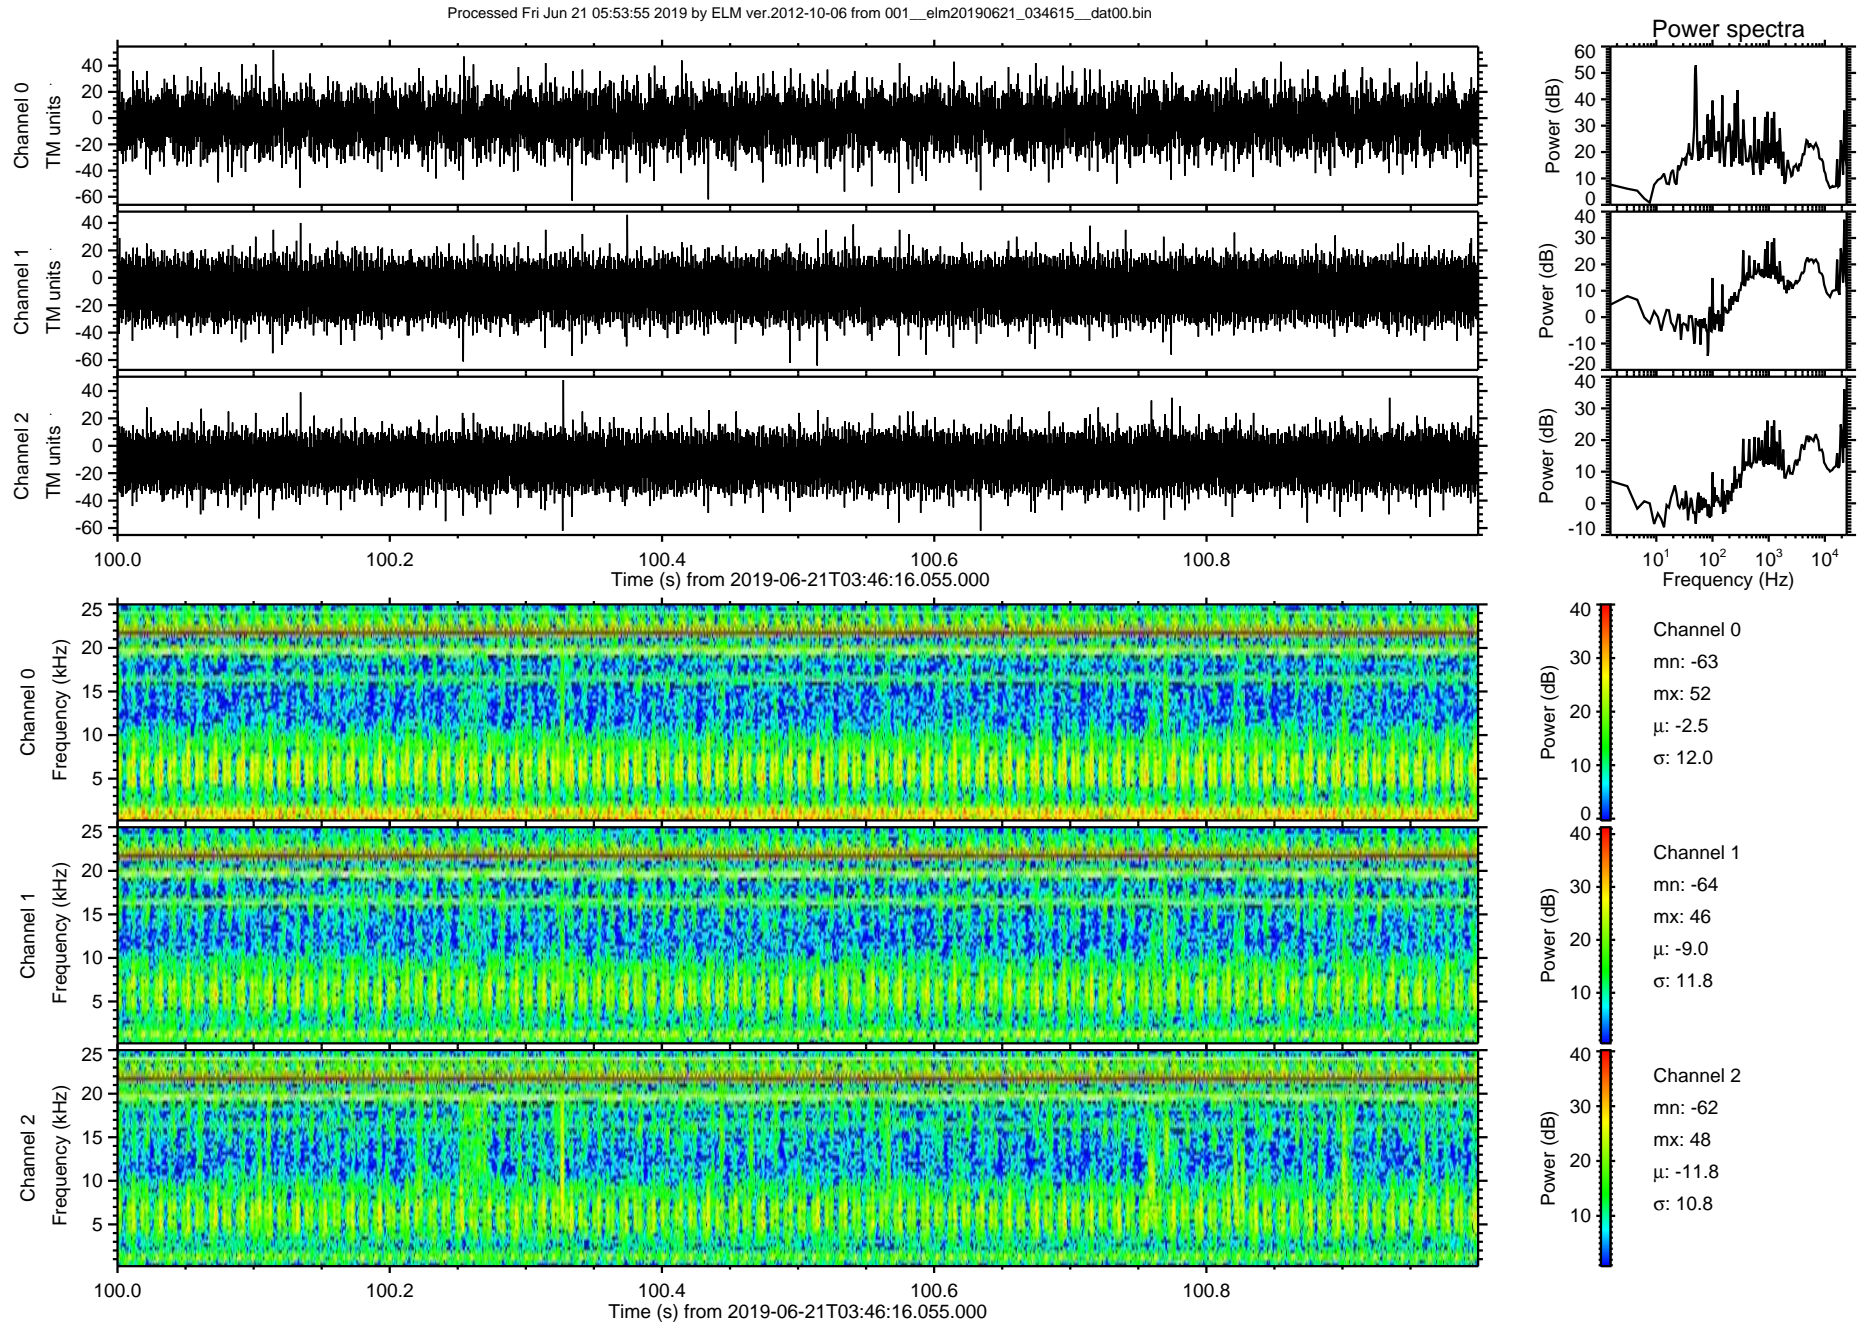 Processed Fri Jun 21 05:53:55 2019 by ELM ver.2012-10-06 from 001__elm20190621_034615__dat00.bin
Power spectra
Channel 0
TM units
40
20
0
-20
-40
-60
Power (dB)
60
50
40
30
20
10
0
Channel 1
TM units
40
20
0
-20
-40
-60
Power (dB)
40
30
20
10
0
-10
-20
Channel 2
TM units
40
20
0
-20
-40
-60
Power (dB)
40
30
20
10
0
-10
100.0 100.2 100.4 100.6 100.8
Time (s) from 2019-06-21T03:46:16.055.000
10¹ 10² 10³ 10⁴
Frequency (Hz)
Channel 0
Frequency (kHz)
25
20
15
10
5
Power (dB)
40
30
20
10
0
Channel 0
mn: -63
mx: 52
μ: -2.5
σ: 12.0
Channel 1
Frequency (kHz)
25
20
15
10
5
Power (dB)
40
30
20
10
Channel 1
mn: -64
mx: 46
μ: -9.0
σ: 11.8
Channel 2
Frequency (kHz)
25
20
15
10
5
Power (dB)
40
30
20
10
Channel 2
mn: -62
mx: 48
μ: -11.8
σ: 10.8
100.0 100.2 100.4 100.6 100.8
Time (s) from 2019-06-21T03:46:16.055.000